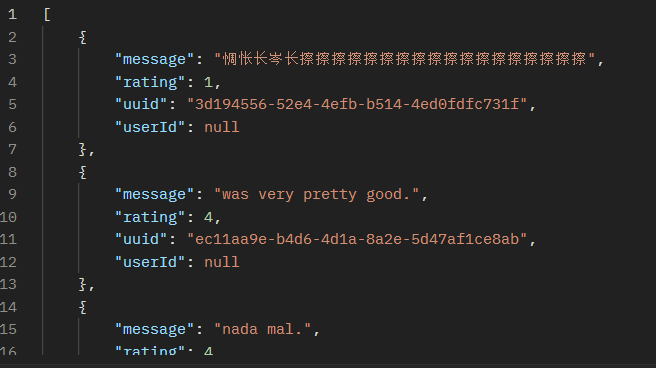 1 [
2 {
3 "message": "惆怅长岑长擦擦擦擦擦擦擦擦擦擦擦擦擦擦擦擦擦擦",
4 "rating": 1,
5 "uuid": "3d194556-52e4-4efb-b514-4ed0fdfc731f",
6 "userId": null
7 },
8 {
9 "message": "was very pretty good.",
10 "rating": 4,
11 "uuid": "ec11aa9e-b4d6-4d1a-8a2e-5d47af1ce8ab",
12 "userId": null
13 },
14 {
15 "message": "nada mal.",
16 "rating": 4